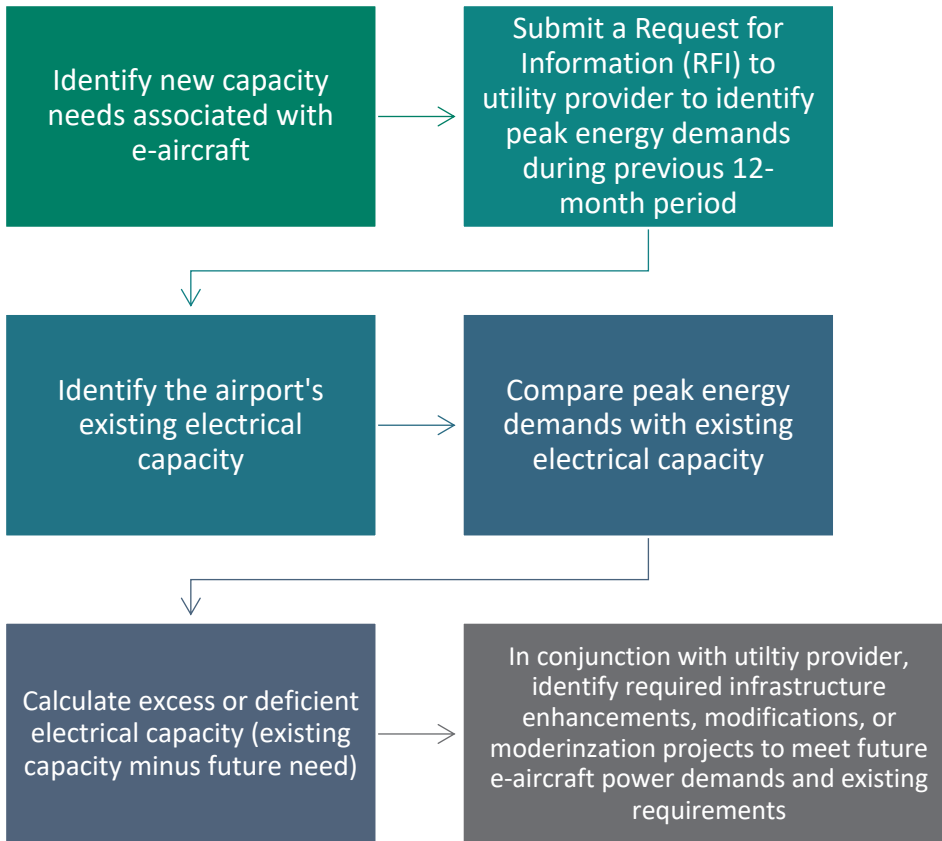 Identify new capacity
needs associated with
e-aircraft
Submit a Request for
Information (RFI) to
utility provider to identify
peak energy demands
during previous 12-
month period
Identify the airport's
existing electrical
capacity
Compare peak energy
demands with existing
electrical capacity
Calculate excess or deficient
electrical capacity (existing
capacity minus future need)
In conjunction with utiltiy provider,
identify required infrastructure
enhancements, modifications, or
moderinzation projects to meet future
e-aircraft power demands and existing
requirements